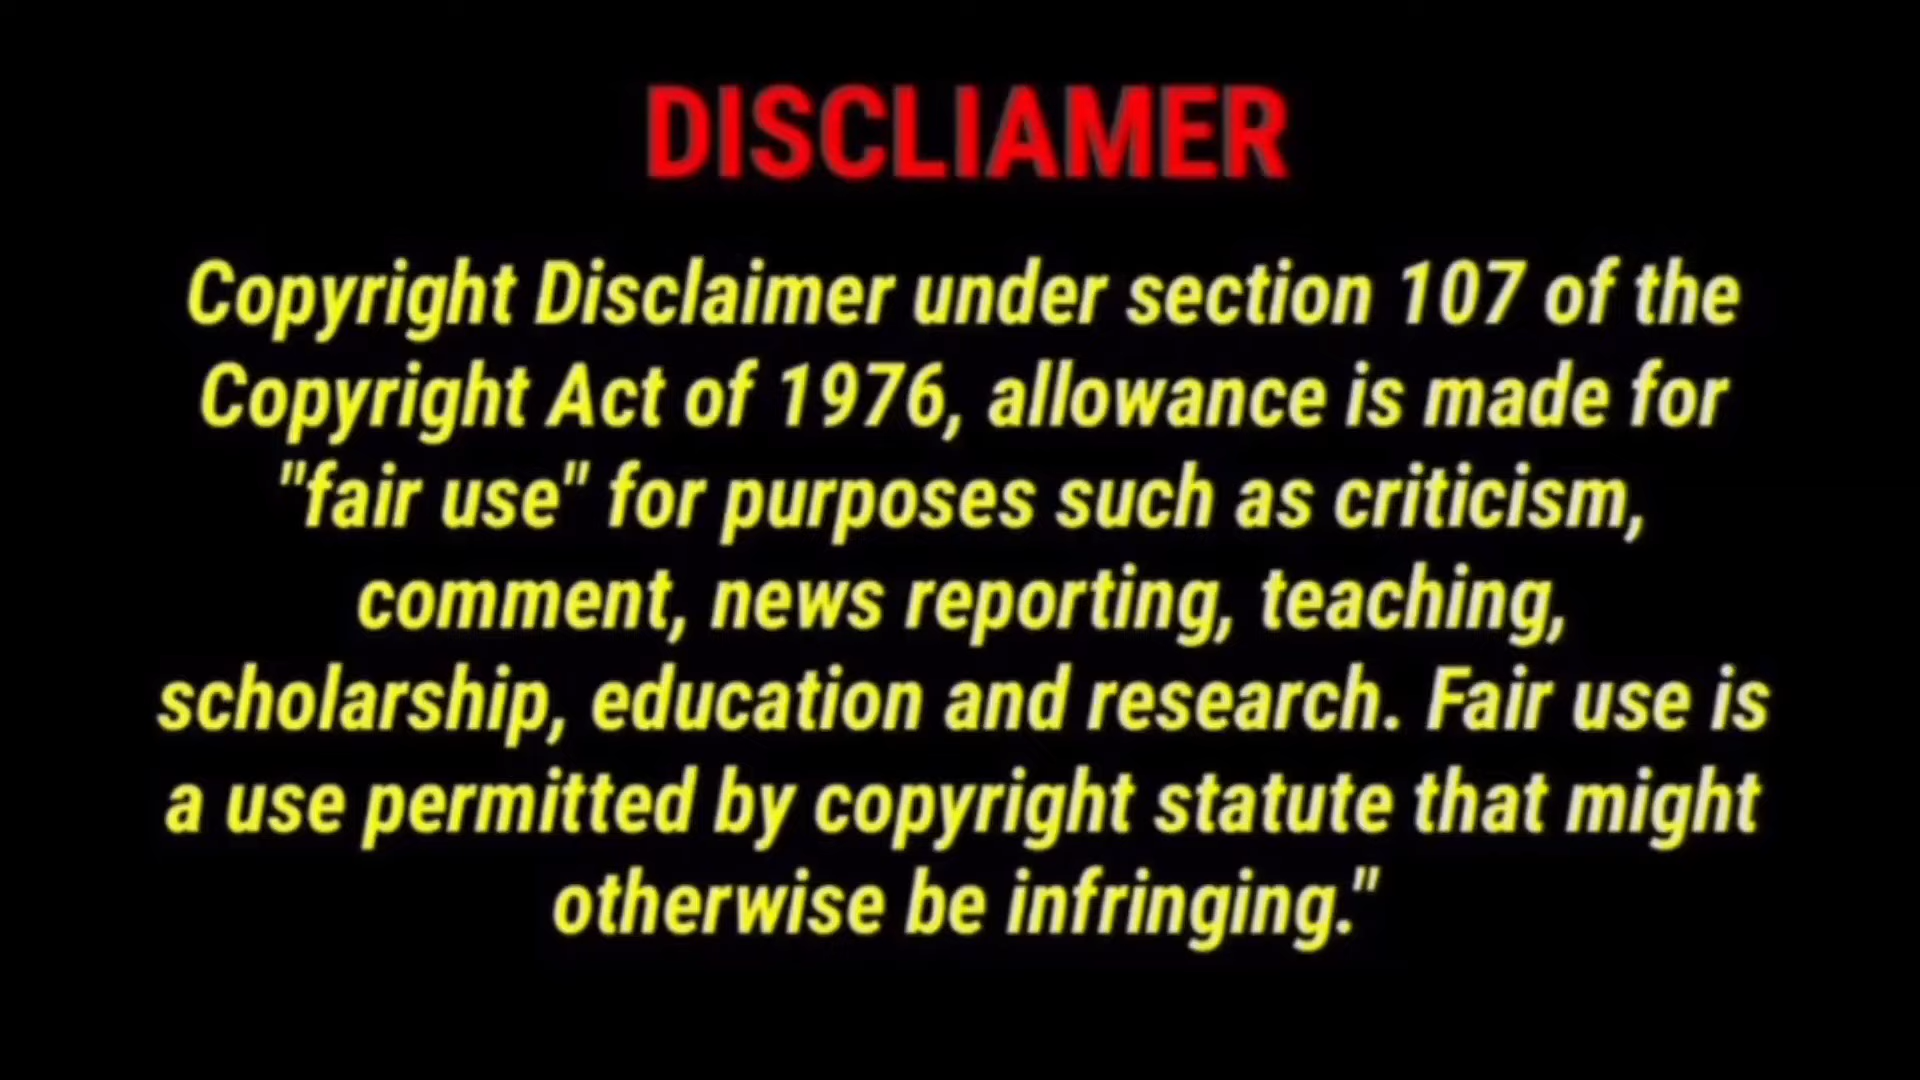 DISCLIAMER
Copyright Disclaimer under section 107 of the
Copyright Act of 1976, allowance is made for
"fair use" for purposes such as criticism,
comment, news reporting, teaching,
scholarship, education and research. Fair use is
a use permitted by copyright statute that might
otherwise be infringing."